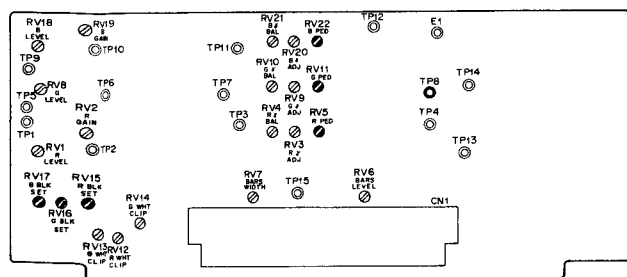 RV18
B LEVEL
RV19
B GAIN
TP10
TP9
RV8
G LEVEL
TP6
TP5
RV2
R GAIN
TP1
RV1
R LEVEL
TP2
RV17
B BLK SET
RV16
G BLK SET
RV15
R BLK SET
RV14
G WHT CLIP
RV13
B WHT CLIP
RV12
R WHT CLIP
TP11
RV21
BAL
RV22
B PED
RV20
ADJ
TP12
E1
RV10
BAL
RV11
G PED
TP7
RV9
ADJ
TP8
TP14
RV4
BAL
RV5
R PED
TP3
RV3
ADJ
TP4
TP13
RV7
BARS WIDTH
TP15
RV6
BARS LEVEL
CN1